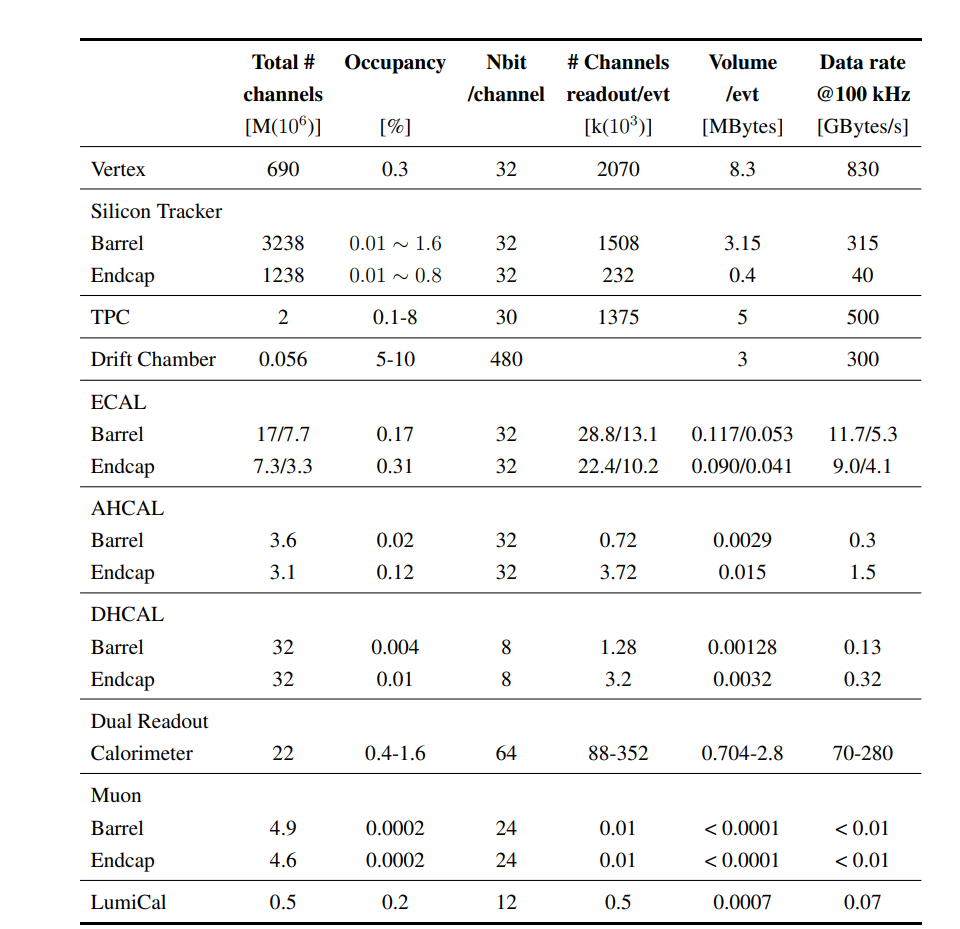 Total # Occupancy Nbit # Channels Volume Data rate
channels /channel readout/evt /evt @100 kHz
[M(10⁶)] [%] [k(10³)] [MBytes] [GBytes/s]
Vertex 690 0.3 32 2070 8.3 830
Silicon Tracker
Barrel 3238 0.01 ∼ 1.6 32 1508 3.15 315
Endcap 1238 0.01 ∼ 0.8 32 232 0.4 40
TPC 2 0.1-8 30 1375 5 500
Drift Chamber 0.056 5-10 480 3 300
ECAL
Barrel 17/7.7 0.17 32 28.8/13.1 0.117/0.053 11.7/5.3
Endcap 7.3/3.3 0.31 32 22.4/10.2 0.090/0.041 9.0/4.1
AHCAL
Barrel 3.6 0.02 32 0.72 0.0029 0.3
Endcap 3.1 0.12 32 3.72 0.015 1.5
DHCAL
Barrel 32 0.004 8 1.28 0.00128 0.13
Endcap 32 0.01 8 3.2 0.0032 0.32
Dual Readout
Calorimeter 22 0.4-1.6 64 88-352 0.704-2.8 70-280
Muon
Barrel 4.9 0.0002 24 0.01 < 0.0001 < 0.01
Endcap 4.6 0.0002 24 0.01 < 0.0001 < 0.01
LumiCal 0.5 0.2 12 0.5 0.0007 0.07